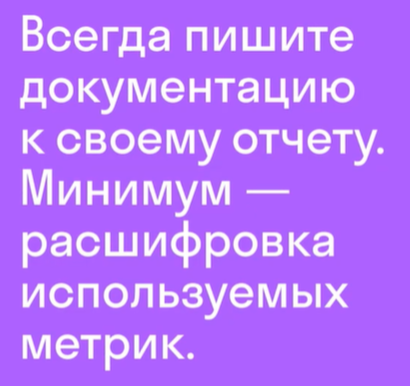 Всегда пишите
документацию
к своему отчету.
Минимум —
расшифровка
используемых
метрик.